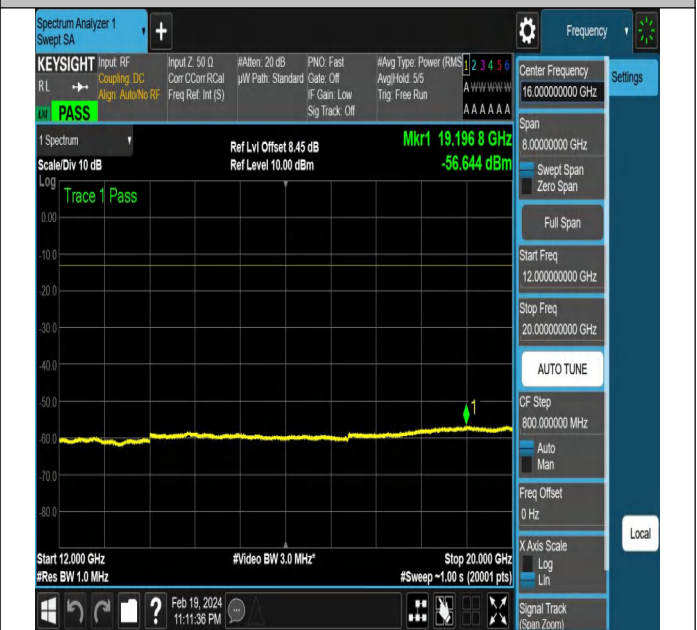 Spectrum Analyzer 1
Swept SA
+
Frequency
KEYSIGHT
RL
PASS
Input: RF
Coupling: DC
Align: Auto/No RF
Input Z: 50 Ω
Corr CCorr RCal
Freq Ref: Int (S)
#Atten: 20 dB
µW Path: Standard
PNO: Fast
Gate: Off
IF Gain: Low
Sig Track: Off
#Avg Type: Power (RMS
Avg|Hold: 5/5
Trig: Free Run
1 2 3 4 5 6
A W W W W W
A A A A A A
1 Spectrum
Scale/Div 10 dB
Ref Lvl Offset 8.45 dB
Ref Level 10.00 dBm
Mkr1 19.196 8 GHz
-56.644 dBm
Log
Trace 1 Pass
0.00
-10.0
-20.0
-30.0
-40.0
-50.0
-60.0
-70.0
-80.0
1
Start 12.000 GHz
#Res BW 1.0 MHz
#Video BW 3.0 MHz*
Stop 20.000 GHz
#Sweep ~1.00 s (20001 pts)
?
Feb 19, 2024
11:11:36 PM
Center Frequency
16.000000000 GHz
Span
8.00000000 GHz
Swept Span
Zero Span
Full Span
Start Freq
12.000000000 GHz
Stop Freq
20.000000000 GHz
AUTO TUNE
CF Step
800.000000 MHz
Auto
Man
Freq Offset
0 Hz
X Axis Scale
Log
Lin
Signal Track
(Span Zoom)
Settings
Local